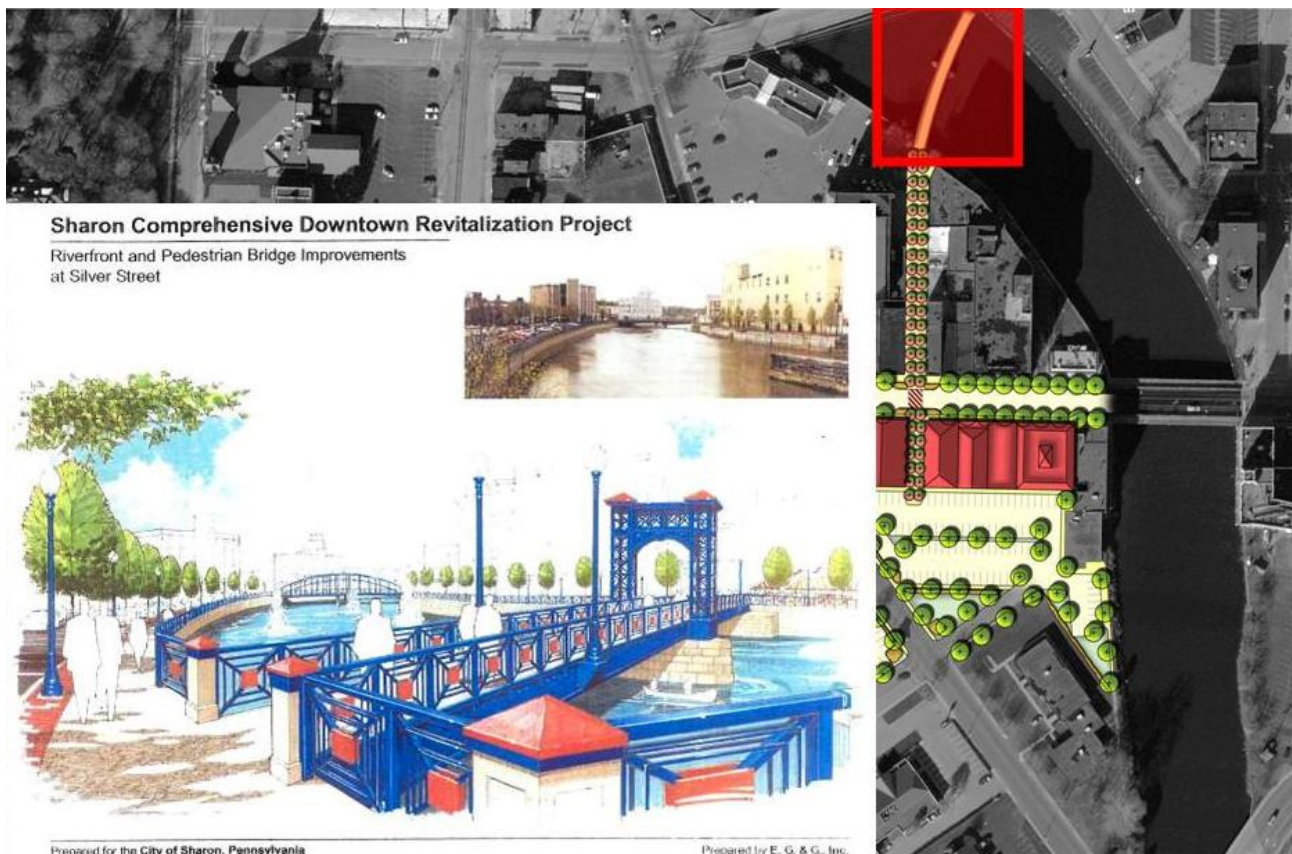 Sharon Comprehensive Downtown Revitalization Project
Riverfront and Pedestrian Bridge Improvements
at Silver Street
Prepared for the City of Sharon, Pennsylvania
Prepared by E. G. & G., Inc.